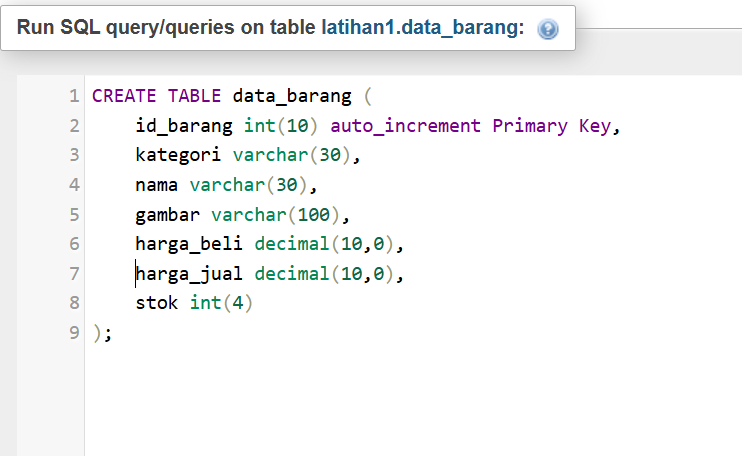 Run SQL query/queries on table latihan1.data_barang:
1 CREATE TABLE data_barang (
2 id_barang int(10) auto_increment Primary Key,
3 kategori varchar(30),
4 nama varchar(30),
5 gambar varchar(100),
6 harga_beli decimal(10,0),
7 harga_jual decimal(10,0),
8 stok int(4)
9 );